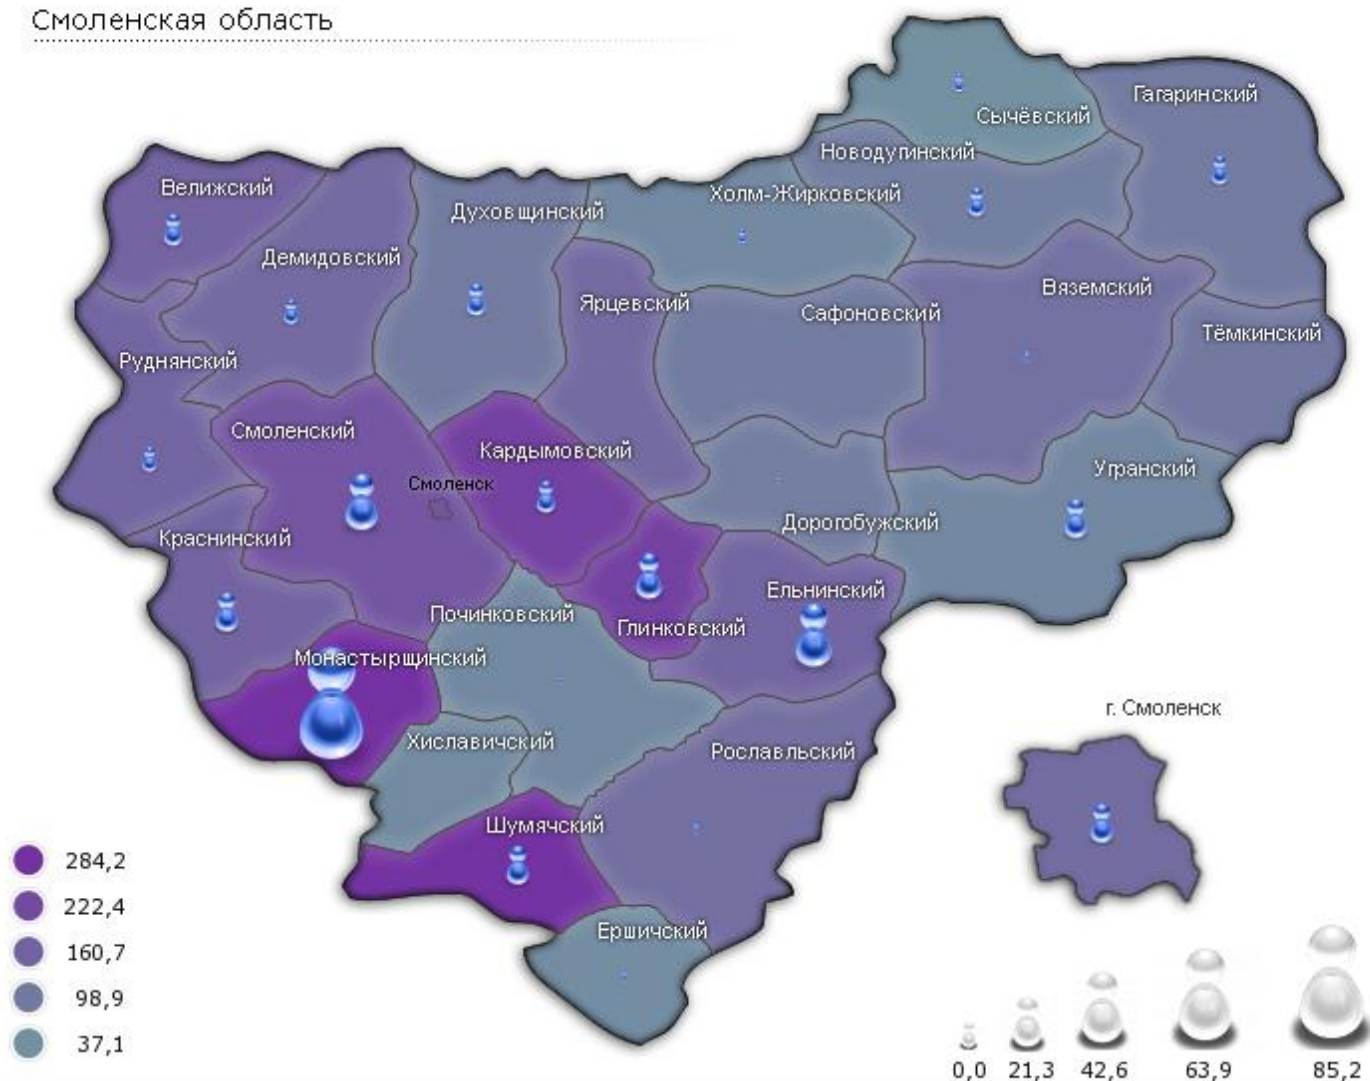 Смоленская область
Сычёвский
Гагаринский
Новодугинский
Велижский
Холм-Жирковский
Духовщинский
Демидовский
Вяземский
Ярцевский
Сафоновский
Тёмкинский
Руднянский
Смоленский
Кардымовский
Угранский
Смоленск
Дорогобужский
Краснинский
Ельнинский
Починковский
Глинковский
Монастырщинский
г. Смоленск
Хиславичский
Рославльский
Шумячский
Ершичский
284,2
222,4
160,7
98,9
37,1
0,0 21,3 42,6 63,9 85,2